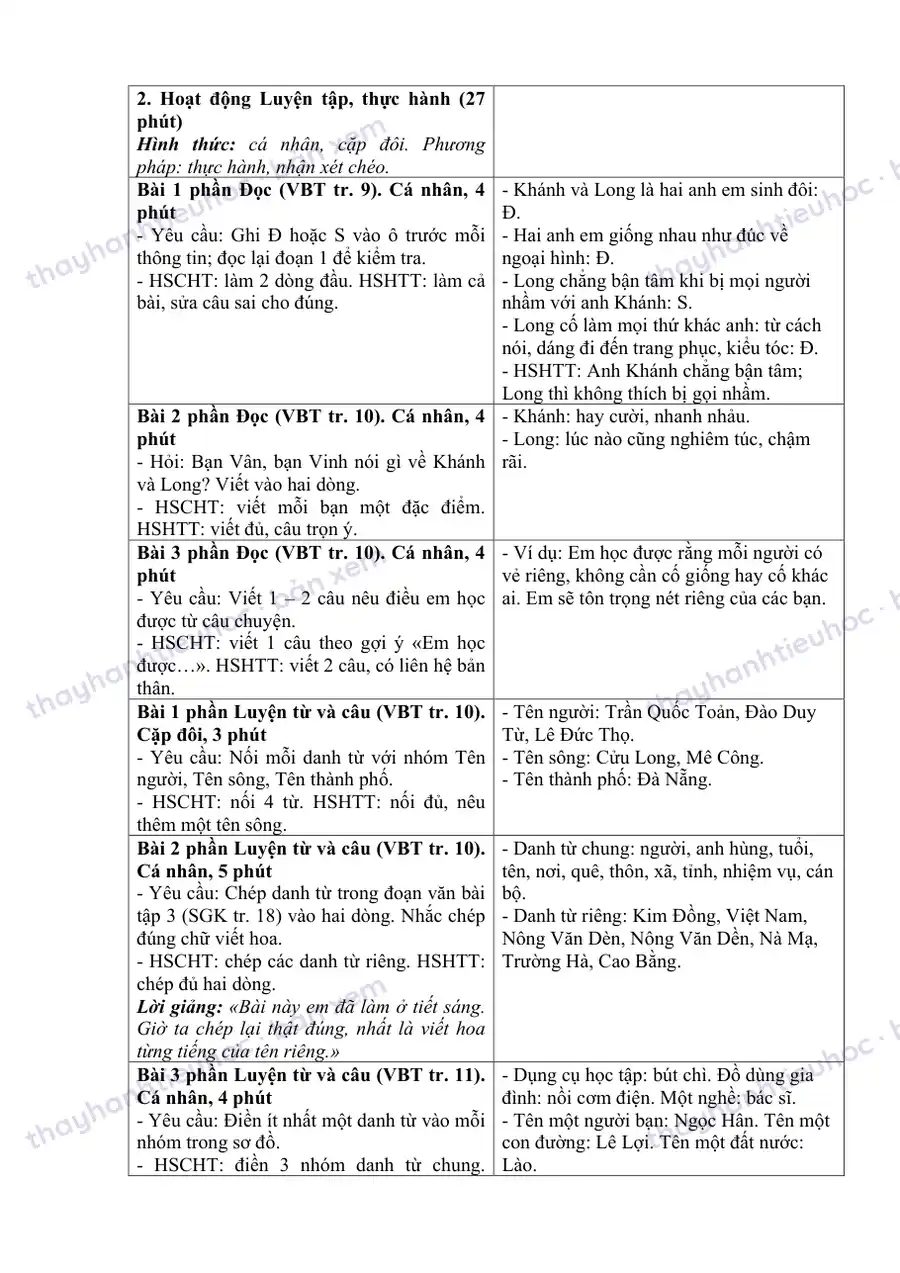 2. Hoạt động Luyện tập, thực hành (27
phút)
Hình thức: cá nhân, cặp đôi. Phương
pháp: thực hành, nhận xét chéo.
Bài 1 phần Đọc (VBT tr. 9). Cá nhân, 4
phút
- Yêu cầu: Ghi Đ hoặc S vào ô trước mỗi
thông tin; đọc lại đoạn 1 để kiểm tra.
- HSCHT: làm 2 dòng đầu. HSHTT: làm cả
bài, sửa câu sai cho đúng.
- Khánh và Long là hai anh em sinh đôi:
Đ.
- Hai anh em giống nhau như đúc về
ngoại hình: Đ.
- Long chẳng bận tâm khi bị mọi người
nhầm với anh Khánh: S.
- Long cố làm mọi thứ khác anh: từ cách
nói, dáng đi đến trang phục, kiểu tóc: Đ.
- HSHTT: Anh Khánh chẳng bận tâm;
Long thì không thích bị gọi nhầm.
Bài 2 phần Đọc (VBT tr. 10). Cá nhân, 4
phút
- Hỏi: Bạn Vân, bạn Vinh nói gì về Khánh
và Long? Viết vào hai dòng.
- HSCHT: viết mỗi bạn một đặc điểm.
HSHTT: viết đủ, câu trọn ý.
- Khánh: hay cười, nhanh nhảu.
- Long: lúc nào cũng nghiêm túc, chậm
rãi.
Bài 3 phần Đọc (VBT tr. 10). Cá nhân, 4
phút
- Yêu cầu: Viết 1 – 2 câu nêu điều em học
được từ câu chuyện.
- HSCHT: viết 1 câu theo gợi ý «Em học
được…». HSHTT: viết 2 câu, có liên hệ bản
thân.
- Ví dụ: Em học được rằng mỗi người có
vẻ riêng, không cần cố giống hay cố khác
ai. Em sẽ tôn trọng nét riêng của các bạn.
Bài 1 phần Luyện từ và câu (VBT tr. 10).
Cặp đôi, 3 phút
- Yêu cầu: Nối mỗi danh từ với nhóm Tên
người, Tên sông, Tên thành phố.
- HSCHT: nối 4 từ. HSHTT: nối đủ, nêu
thêm một tên sông.
- Tên người: Trần Quốc Toản, Đào Duy
Từ, Lê Đức Thọ.
- Tên sông: Cửu Long, Mê Công.
- Tên thành phố: Đà Nẵng.
Bài 2 phần Luyện từ và câu (VBT tr. 10).
Cá nhân, 5 phút
- Yêu cầu: Chép danh từ trong đoạn văn bài
tập 3 (SGK tr. 18) vào hai dòng. Nhắc chép
đúng chữ viết hoa.
- HSCHT: chép các danh từ riêng. HSHTT:
chép đủ hai dòng.
Lời giảng: «Bài này em đã làm ở tiết sáng.
Giờ ta chép lại thật đúng, nhất là viết hoa
từng tiếng của tên riêng.»
- Danh từ chung: người, anh hùng, tuổi,
tên, nơi, quê, thôn, xã, tỉnh, nhiệm vụ, cán
bộ.
- Danh từ riêng: Kim Đồng, Việt Nam,
Nông Văn Dèn, Nông Văn Dền, Nà Mạ,
Trường Hà, Cao Bằng.
Bài 3 phần Luyện từ và câu (VBT tr. 11).
Cá nhân, 4 phút
- Yêu cầu: Điền ít nhất một danh từ vào mỗi
nhóm trong sơ đồ.
- HSCHT: điền 3 nhóm danh từ chung.
- Dụng cụ học tập: bút chì. Đồ dùng gia
đình: nồi cơm điện. Một nghề: bác sĩ.
- Tên một người bạn: Ngọc Hân. Tên một
con đường: Lê Lợi. Tên một đất nước:
Lào.
thayhanhtieuhoc · bản xem
thayhanhtieuhoc · b
thayhanhtieuhoc · bản xem
thayhanhtieuhoc · b
thayhanhtieuhoc · bản xem
thayhanhtieuhoc · b